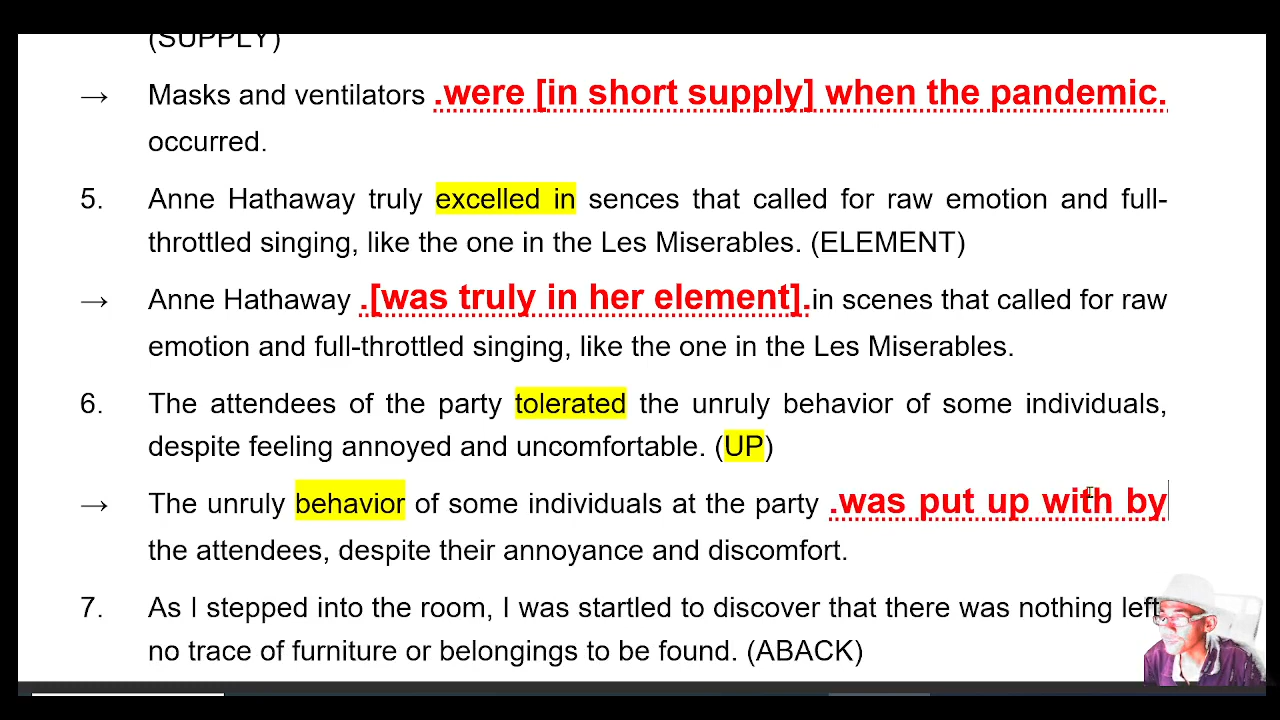 (SUPPLY)
→ Masks and ventilators .were [in short supply] when the pandemic.
occurred.
5. Anne Hathaway truly excelled in sences that called for raw emotion and full-
throttled singing, like the one in the Les Miserables. (ELEMENT)
→ Anne Hathaway .[was truly in her element].in scenes that called for raw
emotion and full-throttled singing, like the one in the Les Miserables.
6. The attendees of the party tolerated the unruly behavior of some individuals,
despite feeling annoyed and uncomfortable. (UP)
→ The unruly behavior of some individuals at the party .was put up with by
the attendees, despite their annoyance and discomfort.
7. As I stepped into the room, I was startled to discover that there was nothing left,
no trace of furniture or belongings to be found. (ABACK)